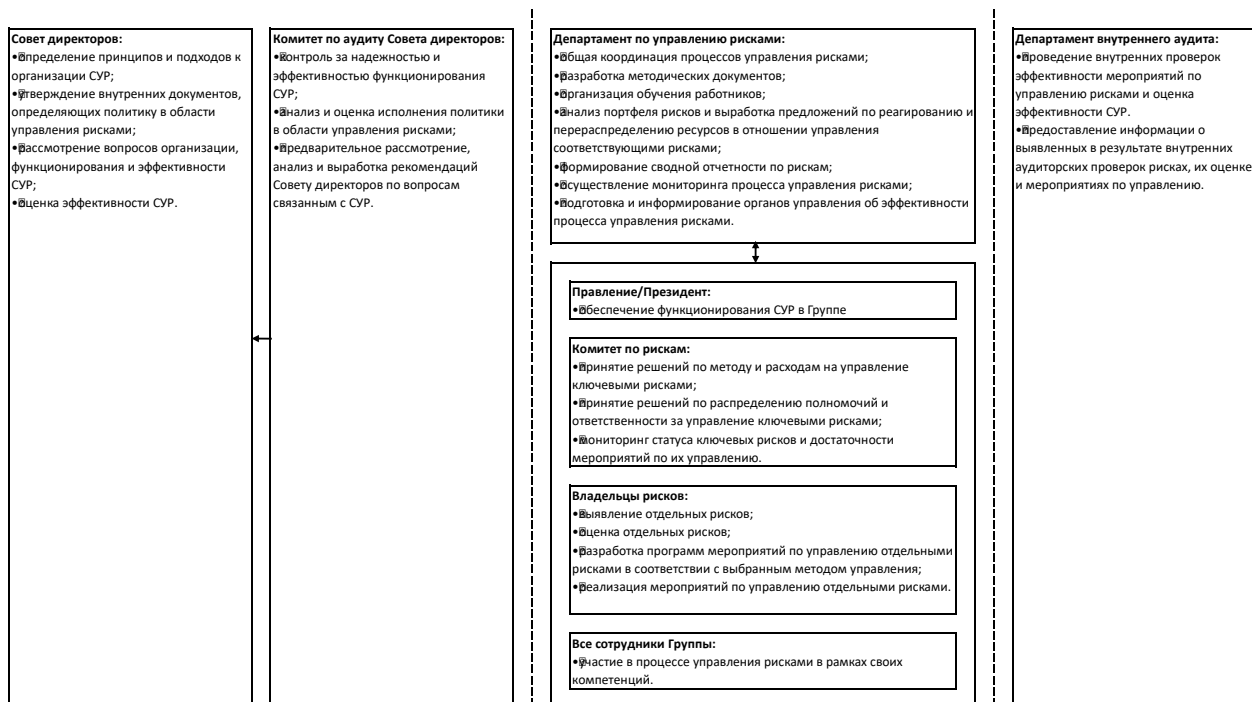 Совет директоров:
•определение принципов и подходов к
организации СУР;
•утверждение внутренних документов,
определяющих политику в области
управления рисками;
•рассмотрение вопросов организации,
функционирования и эффективности
СУР;
•оценка эффективности СУР.
Комитет по аудиту Совета директоров:
•контроль за надежностью и
эффективностью функционирования
СУР;
•анализ и оценка исполнения политики
в области управления рисками;
•предварительное рассмотрение,
анализ и выработка рекомендаций
Совету директоров по вопросам
связанным с СУР.
Департамент по управлению рисками:
•общая координация процессов управления рисками;
•разработка методических документов;
•организация обучения работников;
•анализ портфеля рисков и выработка предложений по реагированию и
перераспределению ресурсов в отношении управления
соответствующими рисками;
•формирование сводной отчетности по рискам;
•осуществление мониторинга процесса управления рисками;
•подготовка и информирование органов управления об эффективности
процесса управления рисками.
Правление/Президент:
•обеспечение функционирования СУР в Группе
Комитет по рискам:
•принятие решений по методу и расходам на управление
ключевыми рисками;
•принятие решений по распределению полномочий и
ответственности за управление ключевыми рисками;
•мониторинг статуса ключевых рисков и достаточности
мероприятий по их управлению.
Владельцы рисков:
•выявление отдельных рисков;
•оценка отдельных рисков;
•разработка программ мероприятий по управлению отдельными
рисками в соответствии с выбранным методом управления;
•реализация мероприятий по управлению отдельными рисками.
Все сотрудники Группы:
•участие в процессе управления рисками в рамках своих
компетенций.
Департамент внутреннего аудита:
•проведение внутренних проверок
эффективности мероприятий по
управлению рисками и оценка
эффективности СУР.
•предоставление информации о
выявленных в результате внутренних
аудиторских проверок рисках, их оценке
и мероприятиях по управлению.